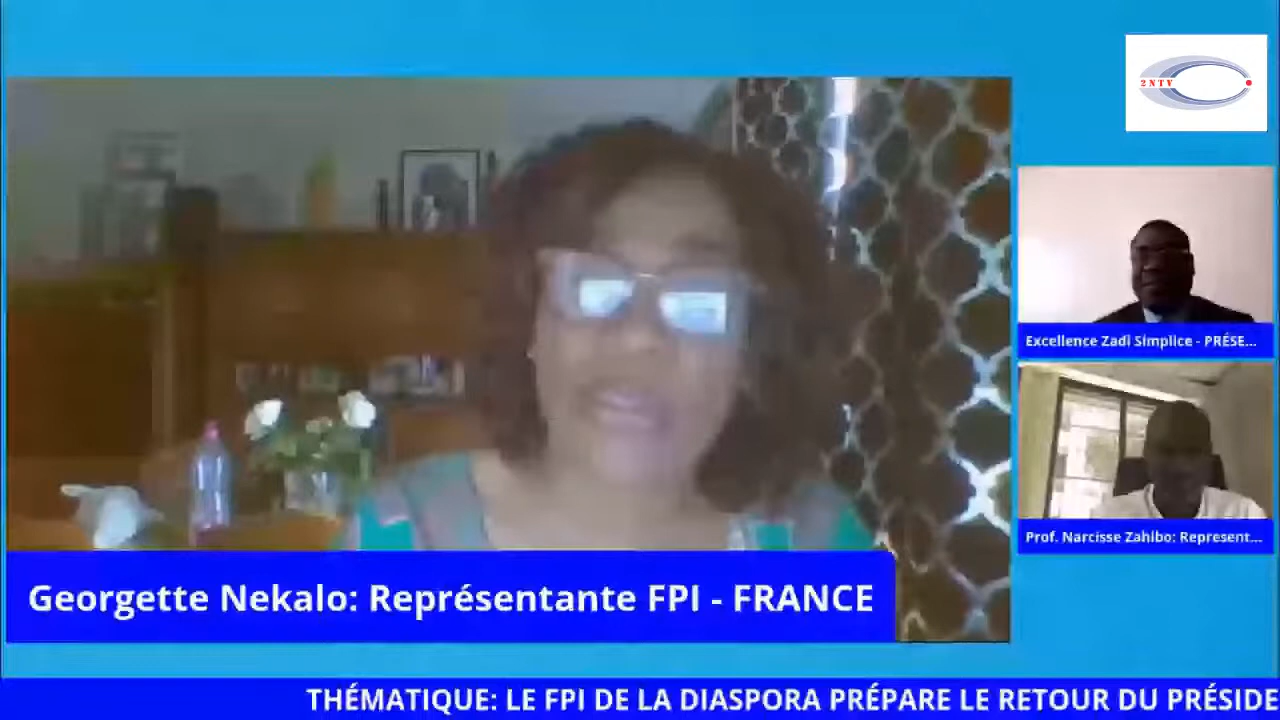 2NTV
Excellence Zadi Simplice - PRÉSE...
Prof. Narcisse Zahibo: Represent...
Georgette Nekalo: Représentante FPI - FRANCE
THÉMATIQUE: LE FPI DE LA DIASPORA PRÉPARE LE RETOUR DU PRÉSIDE